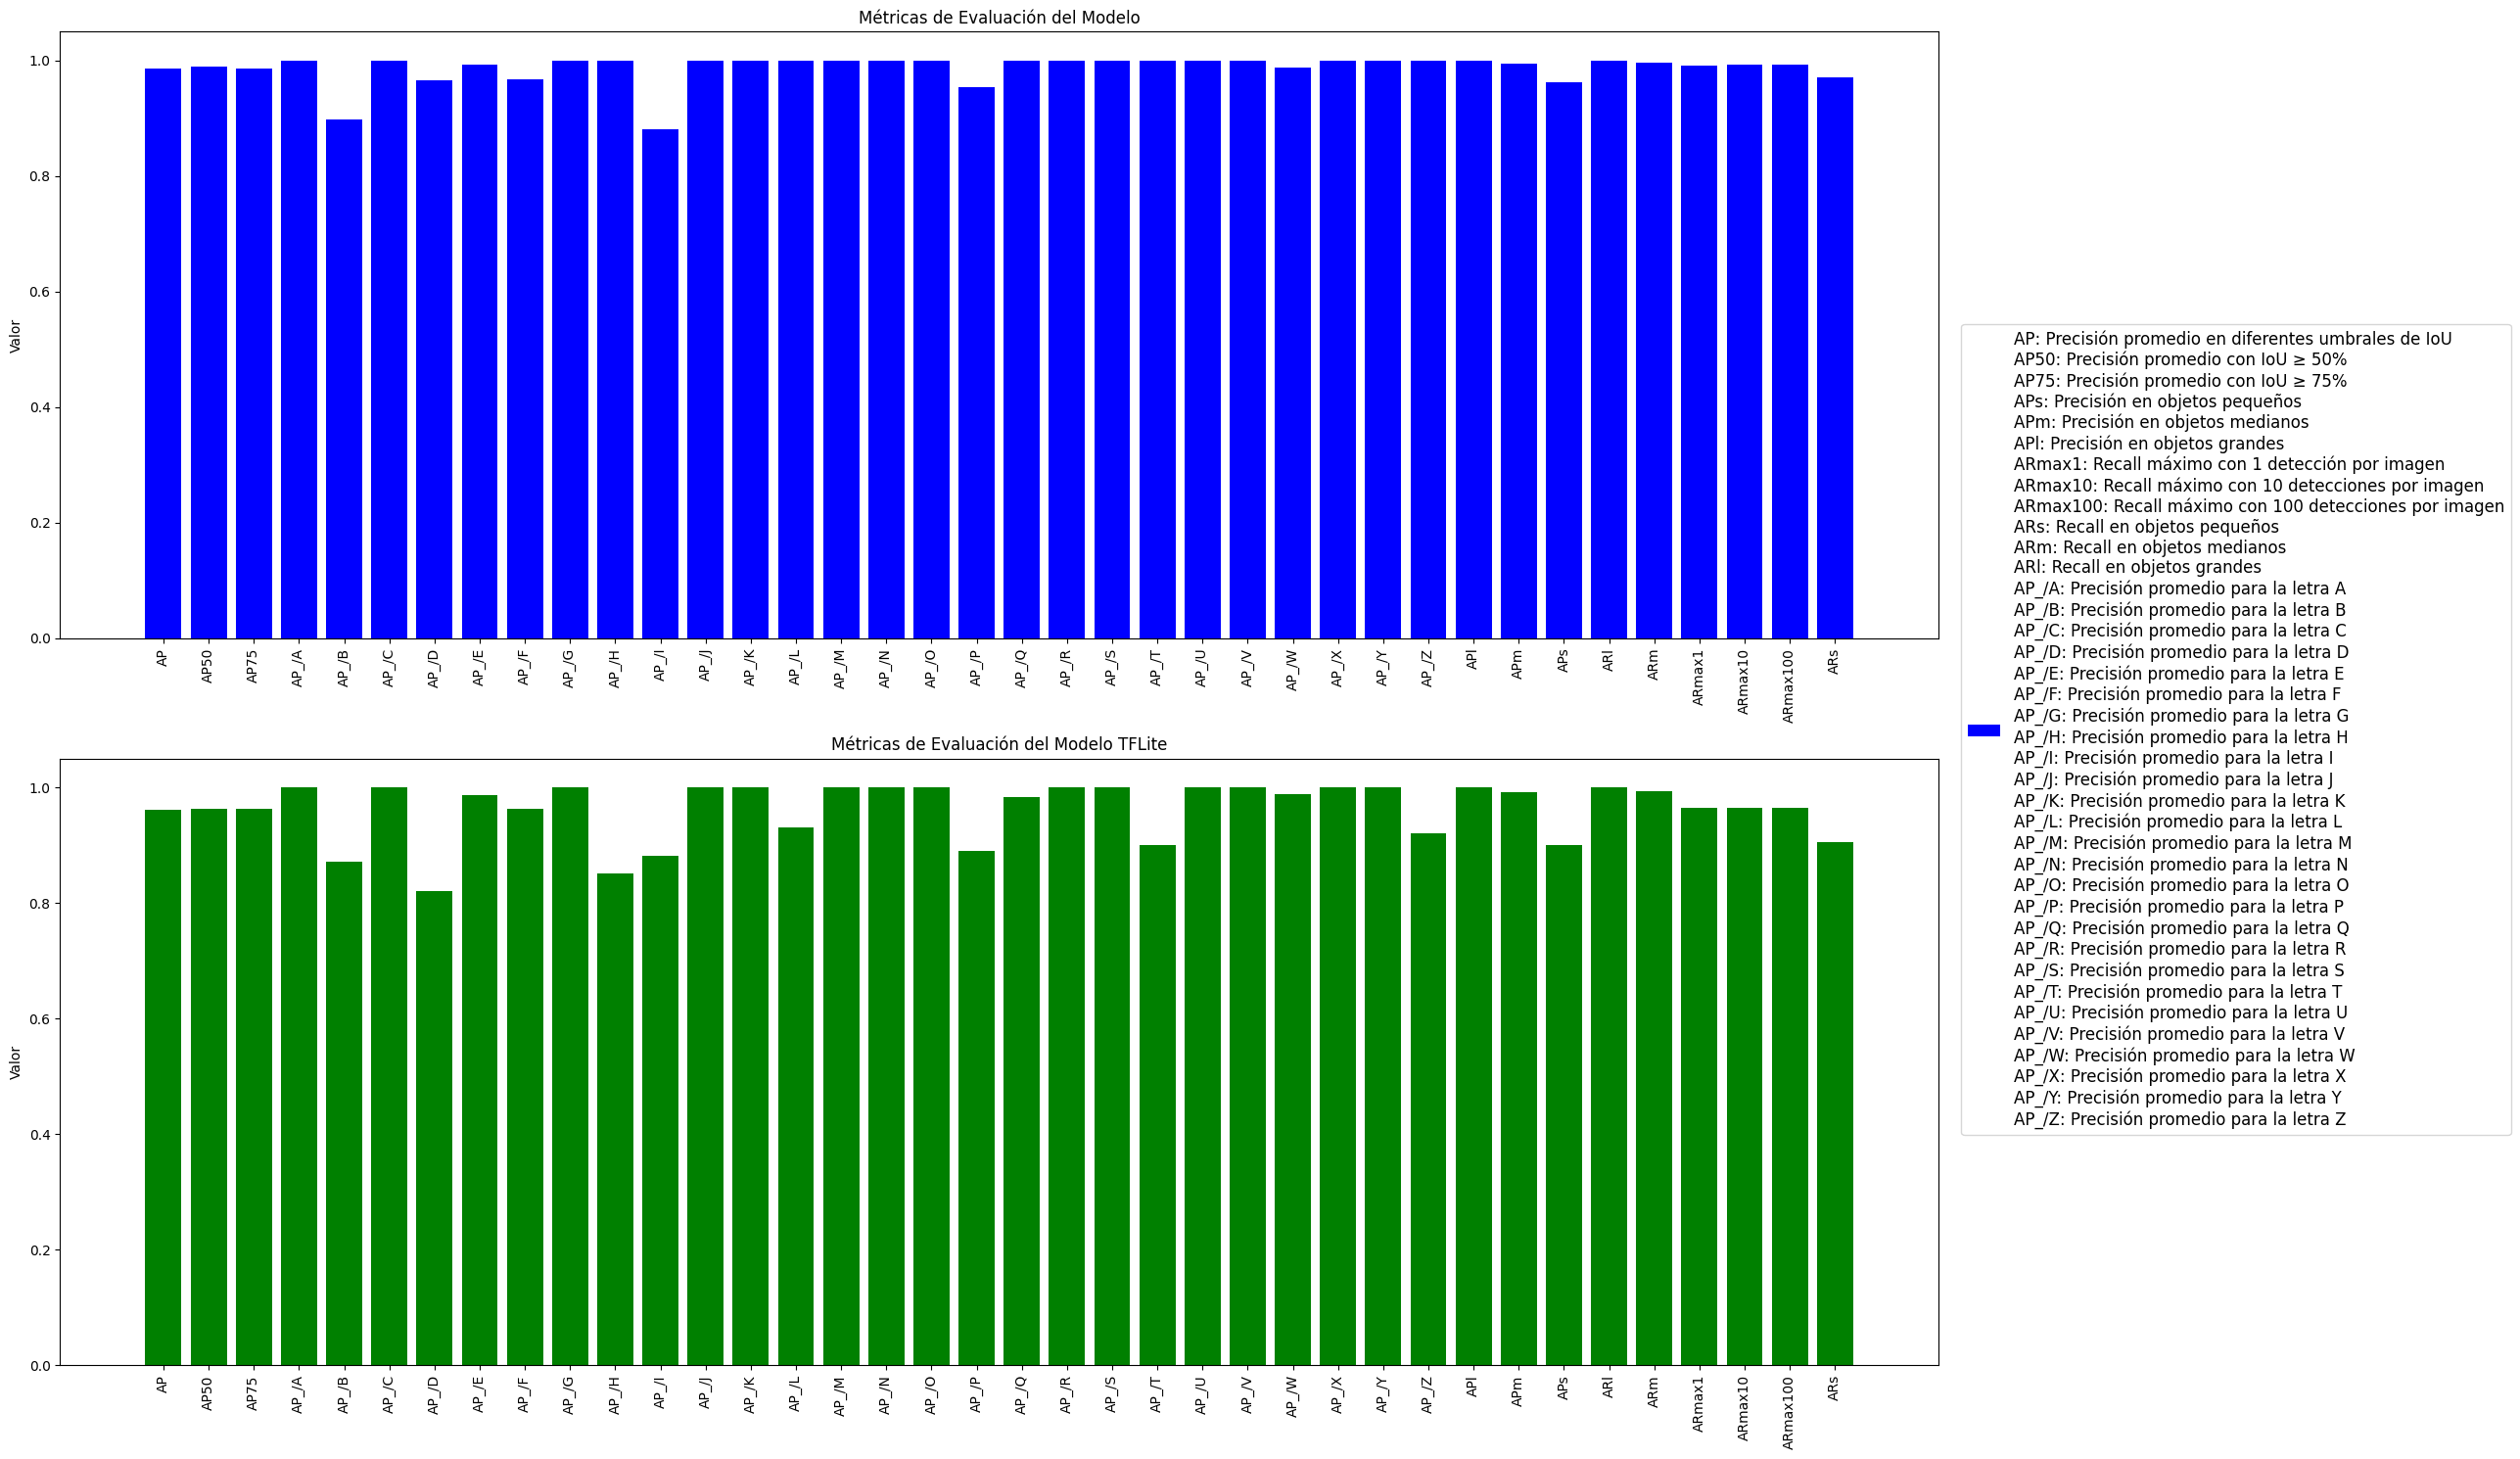 Métricas de Evaluación del Modelo
1.0
0.8
0.6
0.4
0.2
0.0
Valor
AP AP50 AP75 AP_/A AP_/B AP_/C AP_/D AP_/E AP_/F AP_/G AP_/H AP_/I AP_/J AP_/K AP_/L AP_/M AP_/N AP_/O AP_/P AP_/Q AP_/R AP_/S AP_/T AP_/U AP_/V AP_/W AP_/X AP_/Y AP_/Z APl APm APs ARl ARm ARmax1 ARmax10 ARmax100 ARs
Métricas de Evaluación del Modelo TFLite
1.0
0.8
0.6
0.4
0.2
0.0
Valor
AP AP50 AP75 AP_/A AP_/B AP_/C AP_/D AP_/E AP_/F AP_/G AP_/H AP_/I AP_/J AP_/K AP_/L AP_/M AP_/N AP_/O AP_/P AP_/Q AP_/R AP_/S AP_/T AP_/U AP_/V AP_/W AP_/X AP_/Y AP_/Z APl APm APs ARl ARm ARmax1 ARmax10 ARmax100 ARs
AP: Precisión promedio en diferentes umbrales de IoU
AP50: Precisión promedio con IoU ≥ 50%
AP75: Precisión promedio con IoU ≥ 75%
APs: Precisión en objetos pequeños
APm: Precisión en objetos medianos
APl: Precisión en objetos grandes
ARmax1: Recall máximo con 1 detección por imagen
ARmax10: Recall máximo con 10 detecciones por imagen
ARmax100: Recall máximo con 100 detecciones por imagen
ARs: Recall en objetos pequeños
ARm: Recall en objetos medianos
ARl: Recall en objetos grandes
AP_/A: Precisión promedio para la letra A
AP_/B: Precisión promedio para la letra B
AP_/C: Precisión promedio para la letra C
AP_/D: Precisión promedio para la letra D
AP_/E: Precisión promedio para la letra E
AP_/F: Precisión promedio para la letra F
AP_/G: Precisión promedio para la letra G
AP_/H: Precisión promedio para la letra H
AP_/I: Precisión promedio para la letra I
AP_/J: Precisión promedio para la letra J
AP_/K: Precisión promedio para la letra K
AP_/L: Precisión promedio para la letra L
AP_/M: Precisión promedio para la letra M
AP_/N: Precisión promedio para la letra N
AP_/O: Precisión promedio para la letra O
AP_/P: Precisión promedio para la letra P
AP_/Q: Precisión promedio para la letra Q
AP_/R: Precisión promedio para la letra R
AP_/S: Precisión promedio para la letra S
AP_/T: Precisión promedio para la letra T
AP_/U: Precisión promedio para la letra U
AP_/V: Precisión promedio para la letra V
AP_/W: Precisión promedio para la letra W
AP_/X: Precisión promedio para la letra X
AP_/Y: Precisión promedio para la letra Y
AP_/Z: Precisión promedio para la letra Z